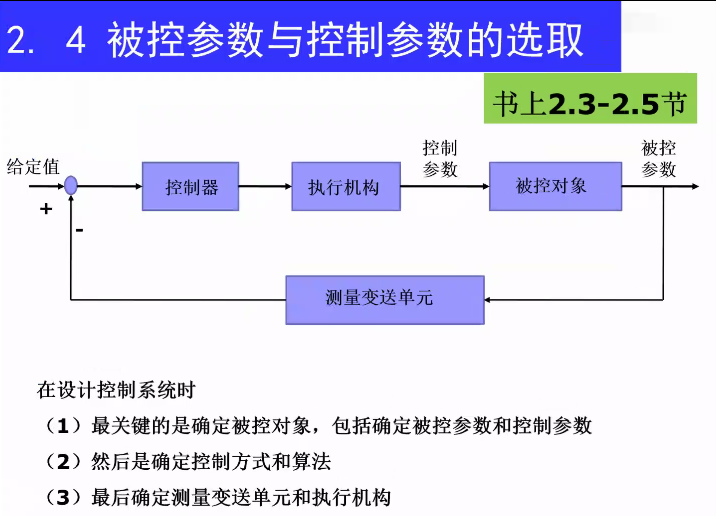 2. 4 被控参数与控制参数的选取
书上2.3-2.5节
给定值
控制
参数
被控
参数
控制器
执行机构
被控对象
+
-
测量变送单元
在设计控制系统时
（1）最关键的是确定被控对象，包括确定被控参数和控制参数
（2）然后是确定控制方式和算法
（3）最后确定测量变送单元和执行机构